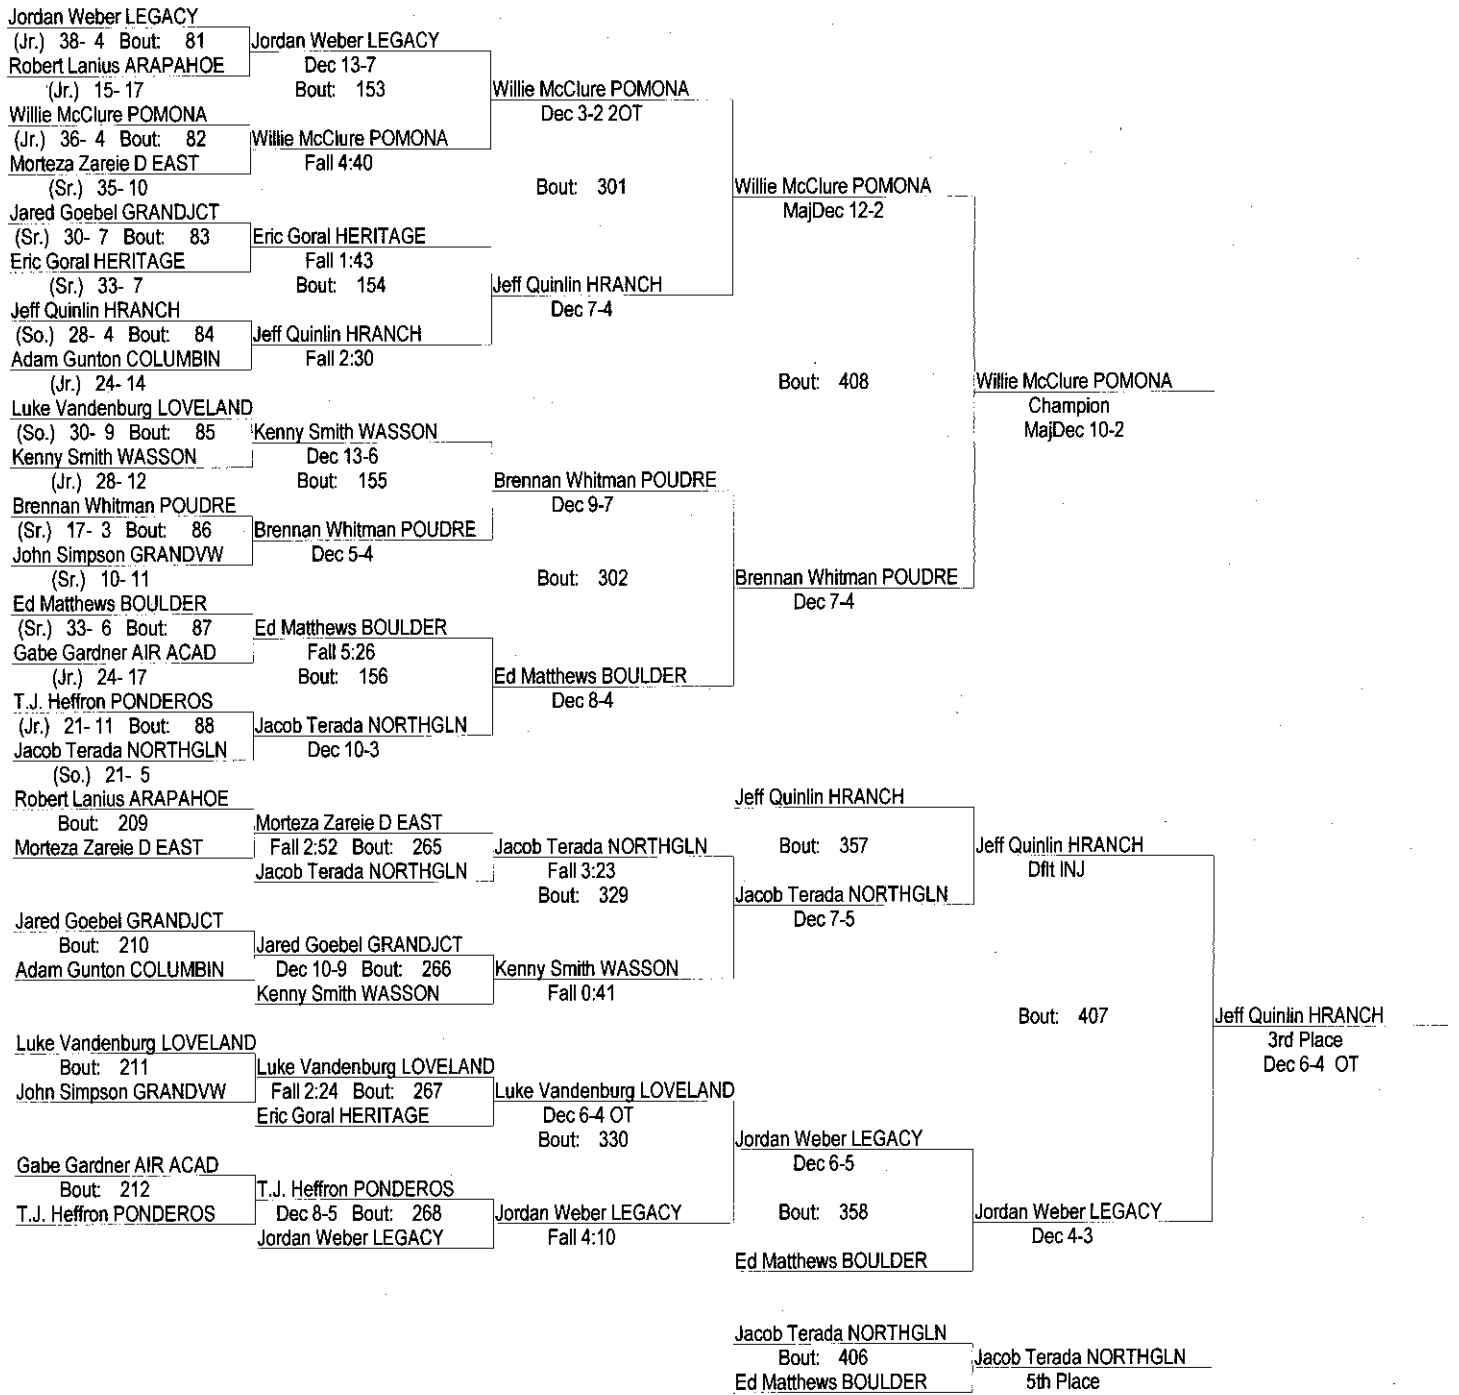 Jordan Weber LEGACY
(Jr.) 38- 4 Bout: 81
Robert Lanius ARAPAHOE
(Jr.) 15- 17
Jordan Weber LEGACY
Dec 13-7
Bout: 153
Willie McClure POMONA
(Jr.) 36- 4 Bout: 82
Morteza Zareie D EAST
(Sr.) 35- 10
Willie McClure POMONA
Fall 4:40
Willie McClure POMONA
Dec 3-2 2OT
Bout: 301
Jared Goebel GRANDJCT
(Sr.) 30- 7 Bout: 83
Eric Goral HERITAGE
(Sr.) 33- 7
Eric Goral HERITAGE
Fall 1:43
Bout: 154
Jeff Quinlin HRANCH
(So.) 28- 4 Bout: 84
Adam Gunton COLUMBIN
(Jr.) 24- 14
Jeff Quinlin HRANCH
Fall 2:30
Jeff Quinlin HRANCH
Dec 7-4
Willie McClure POMONA
MajDec 12-2
Bout: 408
Willie McClure POMONA
Champion
MajDec 10-2
Luke Vandenburg LOVELAND
(So.) 30- 9 Bout: 85
Kenny Smith WASSON
(Jr.) 28- 12
Kenny Smith WASSON
Dec 13-6
Bout: 155
Brennan Whitman POUDRE
(Sr.) 17- 3 Bout: 86
John Simpson GRANDVW
(Sr.) 10- 11
Brennan Whitman POUDRE
Dec 5-4
Brennan Whitman POUDRE
Dec 9-7
Bout: 302
Ed Matthews BOULDER
(Sr.) 33- 6 Bout: 87
Gabe Gardner AIR ACAD
(Jr.) 24- 17
Ed Matthews BOULDER
Fall 5:26
Bout: 156
T.J. Heffron PONDEROS
(Jr.) 21- 11 Bout: 88
Jacob Terada NORTHGLN
(So.) 21- 5
Jacob Terada NORTHGLN
Dec 10-3
Ed Matthews BOULDER
Dec 8-4
Brennan Whitman POUDRE
Dec 7-4
Robert Lanius ARAPAHOE
Bout: 209
Morteza Zareie D EAST
Morteza Zareie D EAST
Fall 2:52 Bout: 265
Jacob Terada NORTHGLN
Jacob Terada NORTHGLN
Fall 3:23
Bout: 329
Jared Goebel GRANDJCT
Bout: 210
Adam Gunton COLUMBIN
Jared Goebel GRANDJCT
Dec 10-9 Bout: 266
Kenny Smith WASSON
Kenny Smith WASSON
Fall 0:41
Jeff Quinlin HRANCH
Bout: 357
Jacob Terada NORTHGLN
Dec 7-5
Jeff Quinlin HRANCH
Dflt INJ
Bout: 407
Jeff Quinlin HRANCH
3rd Place
Dec 6-4 OT
Luke Vandenburg LOVELAND
Bout: 211
John Simpson GRANDVW
Luke Vandenburg LOVELAND
Fall 2:24 Bout: 267
Eric Goral HERITAGE
Luke Vandenburg LOVELAND
Dec 6-4 OT
Bout: 330
Gabe Gardner AIR ACAD
Bout: 212
T.J. Heffron PONDEROS
T.J. Heffron PONDEROS
Dec 8-5 Bout: 268
Jordan Weber LEGACY
Jordan Weber LEGACY
Fall 4:10
Jordan Weber LEGACY
Dec 6-5
Bout: 358
Ed Matthews BOULDER
Jordan Weber LEGACY
Dec 4-3
Jacob Terada NORTHGLN
Bout: 406
Ed Matthews BOULDER
Jacob Terada NORTHGLN
5th Place